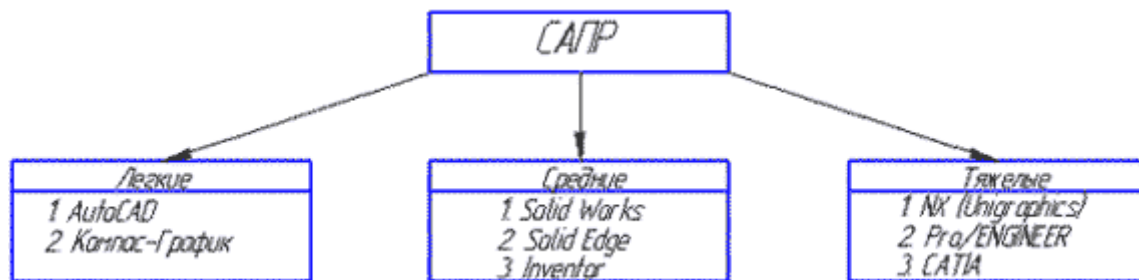 САПР
Легкие
1. AutoCAD
2. Компас-График
Средние
1. Solid Works
2. Solid Edge
3. Inventor
Тяжелые
1. NX (Unigraphics)
2. Pro/ENGINEER
3. CATIA